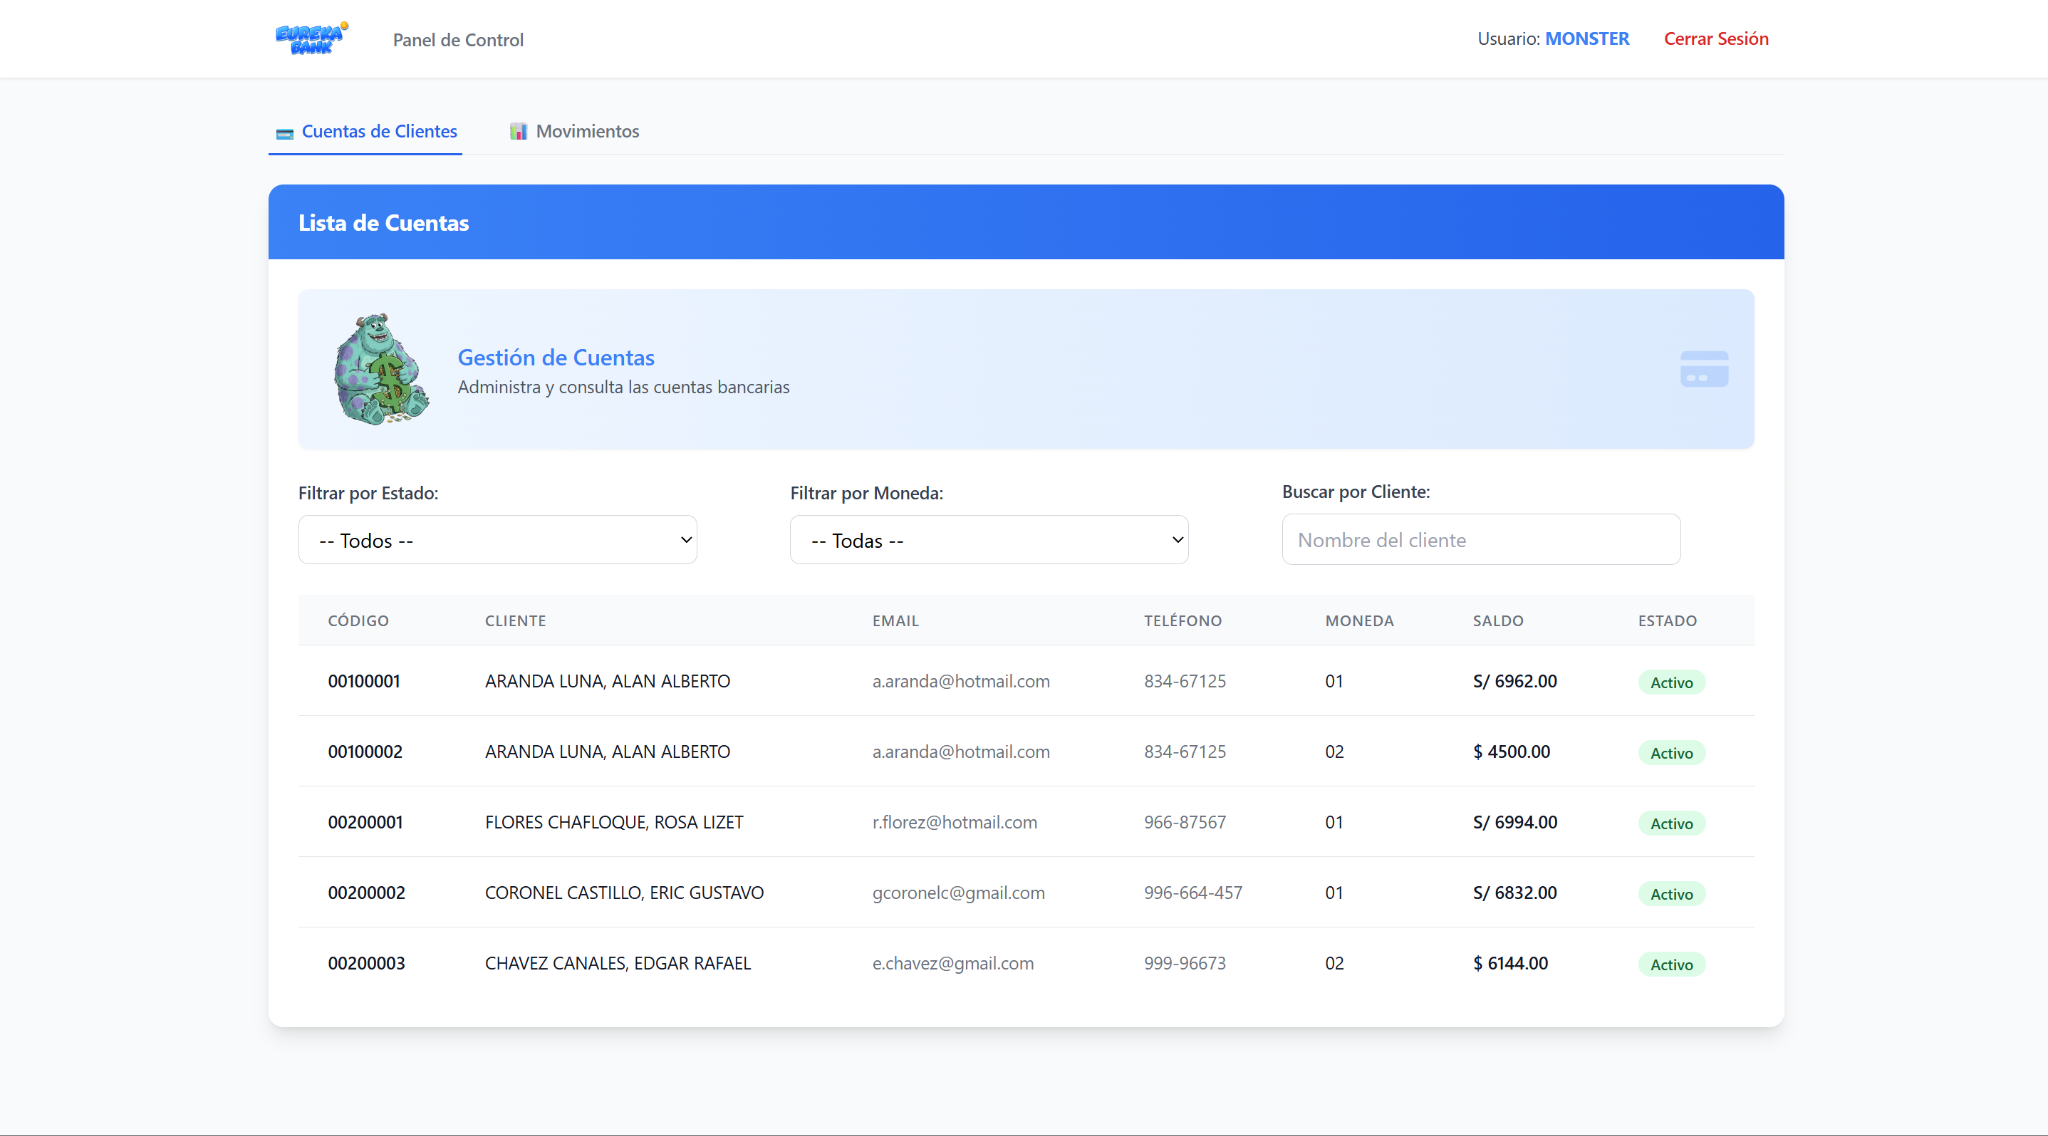 EUREKA
BANK
Panel de Control
Usuario: MONSTER
Cerrar Sesión
Cuentas de Clientes
Movimientos
Lista de Cuentas
Gestión de Cuentas
Administra y consulta las cuentas bancarias
Filtrar por Estado:
Filtrar por Moneda:
Buscar por Cliente:
-- Todos --
-- Todas --
Nombre del cliente
CÓDIGO CLIENTE EMAIL TELÉFONO MONEDA SALDO ESTADO
00100001 ARANDA LUNA, ALAN ALBERTO a.aranda@hotmail.com 834-67125 01 S/ 6962.00 Activo
00100002 ARANDA LUNA, ALAN ALBERTO a.aranda@hotmail.com 834-67125 02 $ 4500.00 Activo
00200001 FLORES CHAFLOQUE, ROSA LIZET r.florez@hotmail.com 966-87567 01 S/ 6994.00 Activo
00200002 CORONEL CASTILLO, ERIC GUSTAVO gcoronelc@gmail.com 996-664-457 01 S/ 6832.00 Activo
00200003 CHAVEZ CANALES, EDGAR RAFAEL e.chavez@gmail.com 999-96673 02 $ 6144.00 Activo